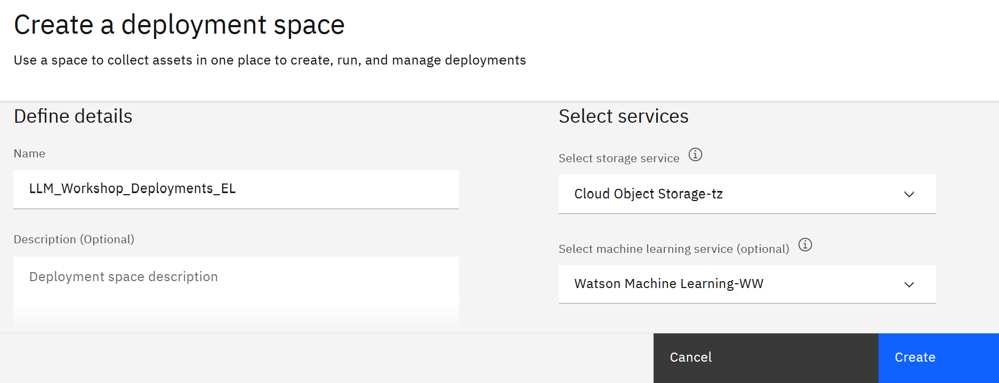 Create a deployment space
Use a space to collect assets in one place to create, run, and manage deployments
Define details
Name
LLM_Workshop_Deployments_EL
Description (Optional)
Deployment space description
Select services
Select storage service
Cloud Object Storage-tz
Select machine learning service (optional)
Watson Machine Learning-WW
Cancel
Create